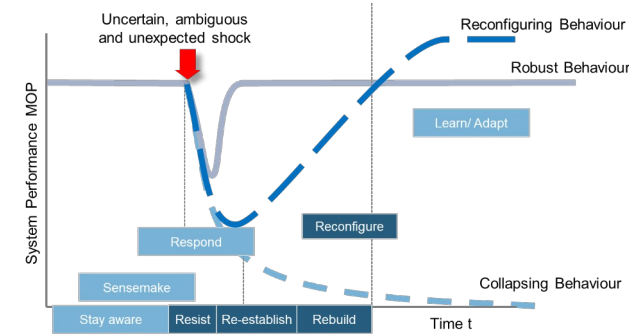 Uncertain, ambiguous
and unexpected shock
Reconfiguring Behaviour
Robust Behaviour
System Performance MOP
Learn/ Adapt
Reconfigure
Respond
Sensemake
Collapsing Behaviour
Stay aware
Resist
Re-establish
Rebuild
Time t